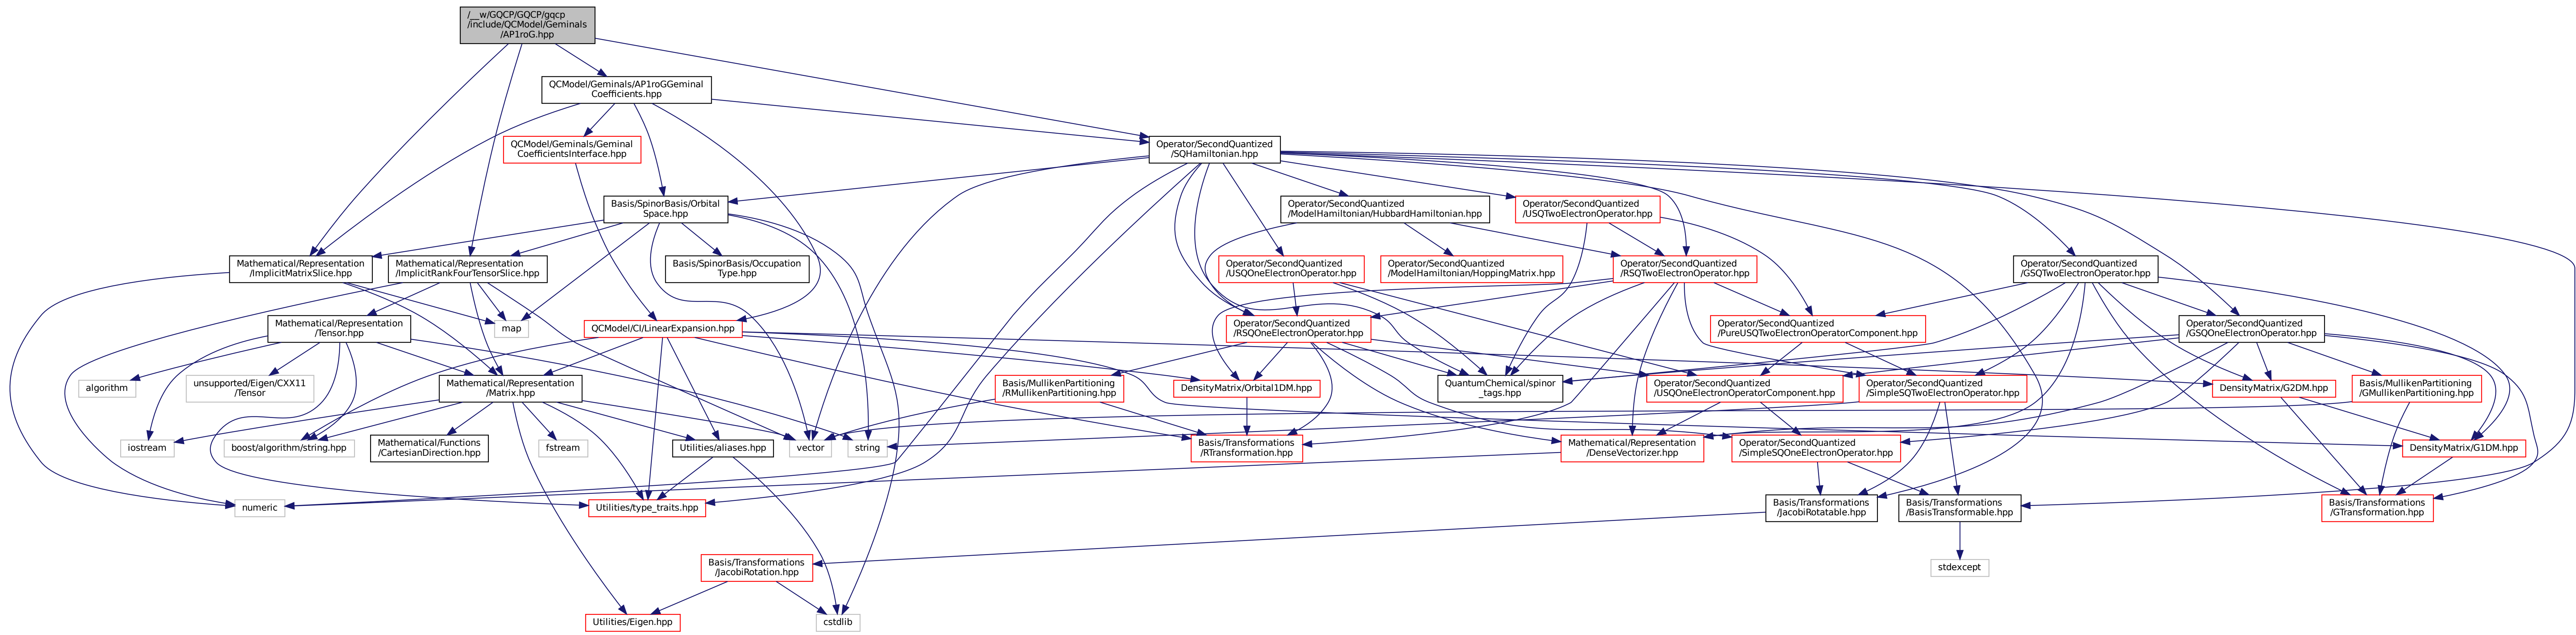 /__w/GQCP/GQCP/gqcp
/include/QCModel/Geminals
/AP1roG.hpp
QCModel/Geminals/AP1roGGeminal
Coefficients.hpp
QCModel/Geminals/Geminal
CoefficientsInterface.hpp
Operator/SecondQuantized
/SQHamiltonian.hpp
Basis/SpinorBasis/Orbital
Space.hpp
Operator/SecondQuantized
/ModelHamiltonian/HubbardHamiltonian.hpp
Operator/SecondQuantized
/USQTwoElectronOperator.hpp
Mathematical/Representation
/ImplicitMatrixSlice.hpp
Mathematical/Representation
/ImplicitRankFourTensorSlice.hpp
Basis/SpinorBasis/Occupation
Type.hpp
Operator/SecondQuantized
/USQOneElectronOperator.hpp
Operator/SecondQuantized
/ModelHamiltonian/HoppingMatrix.hpp
Operator/SecondQuantized
/RSQTwoElectronOperator.hpp
Operator/SecondQuantized
/GSQTwoElectronOperator.hpp
Mathematical/Representation
/Tensor.hpp
map
QCModel/CI/LinearExpansion.hpp
Operator/SecondQuantized
/RSQOneElectronOperator.hpp
Operator/SecondQuantized
/PureUSQTwoElectronOperatorComponent.hpp
Operator/SecondQuantized
/GSQOneElectronOperator.hpp
algorithm
unsupported/Eigen/CXX11
/Tensor
Mathematical/Representation
/Matrix.hpp
Basis/MullikenPartitioning
/RMullikenPartitioning.hpp
DensityMatrix/Orbital1DM.hpp
QuantumChemical/spinor
_tags.hpp
Operator/SecondQuantized
/USQOneElectronOperatorComponent.hpp
Operator/SecondQuantized
/SimpleSQTwoElectronOperator.hpp
DensityMatrix/G2DM.hpp
Basis/MullikenPartitioning
/GMullikenPartitioning.hpp
iostream
boost/algorithm/string.hpp
Mathematical/Functions
/CartesianDirection.hpp
fstream
Utilities/aliases.hpp
vector
string
Basis/Transformations
/RTransformation.hpp
Mathematical/Representation
/DenseVectorizer.hpp
Operator/SecondQuantized
/SimpleSQOneElectronOperator.hpp
DensityMatrix/G1DM.hpp
numeric
Utilities/type_traits.hpp
Basis/Transformations
/JacobiRotatable.hpp
Basis/Transformations
/BasisTransformable.hpp
Basis/Transformations
/GTransformation.hpp
Basis/Transformations
/JacobiRotation.hpp
stdexcept
Utilities/Eigen.hpp
cstdlib